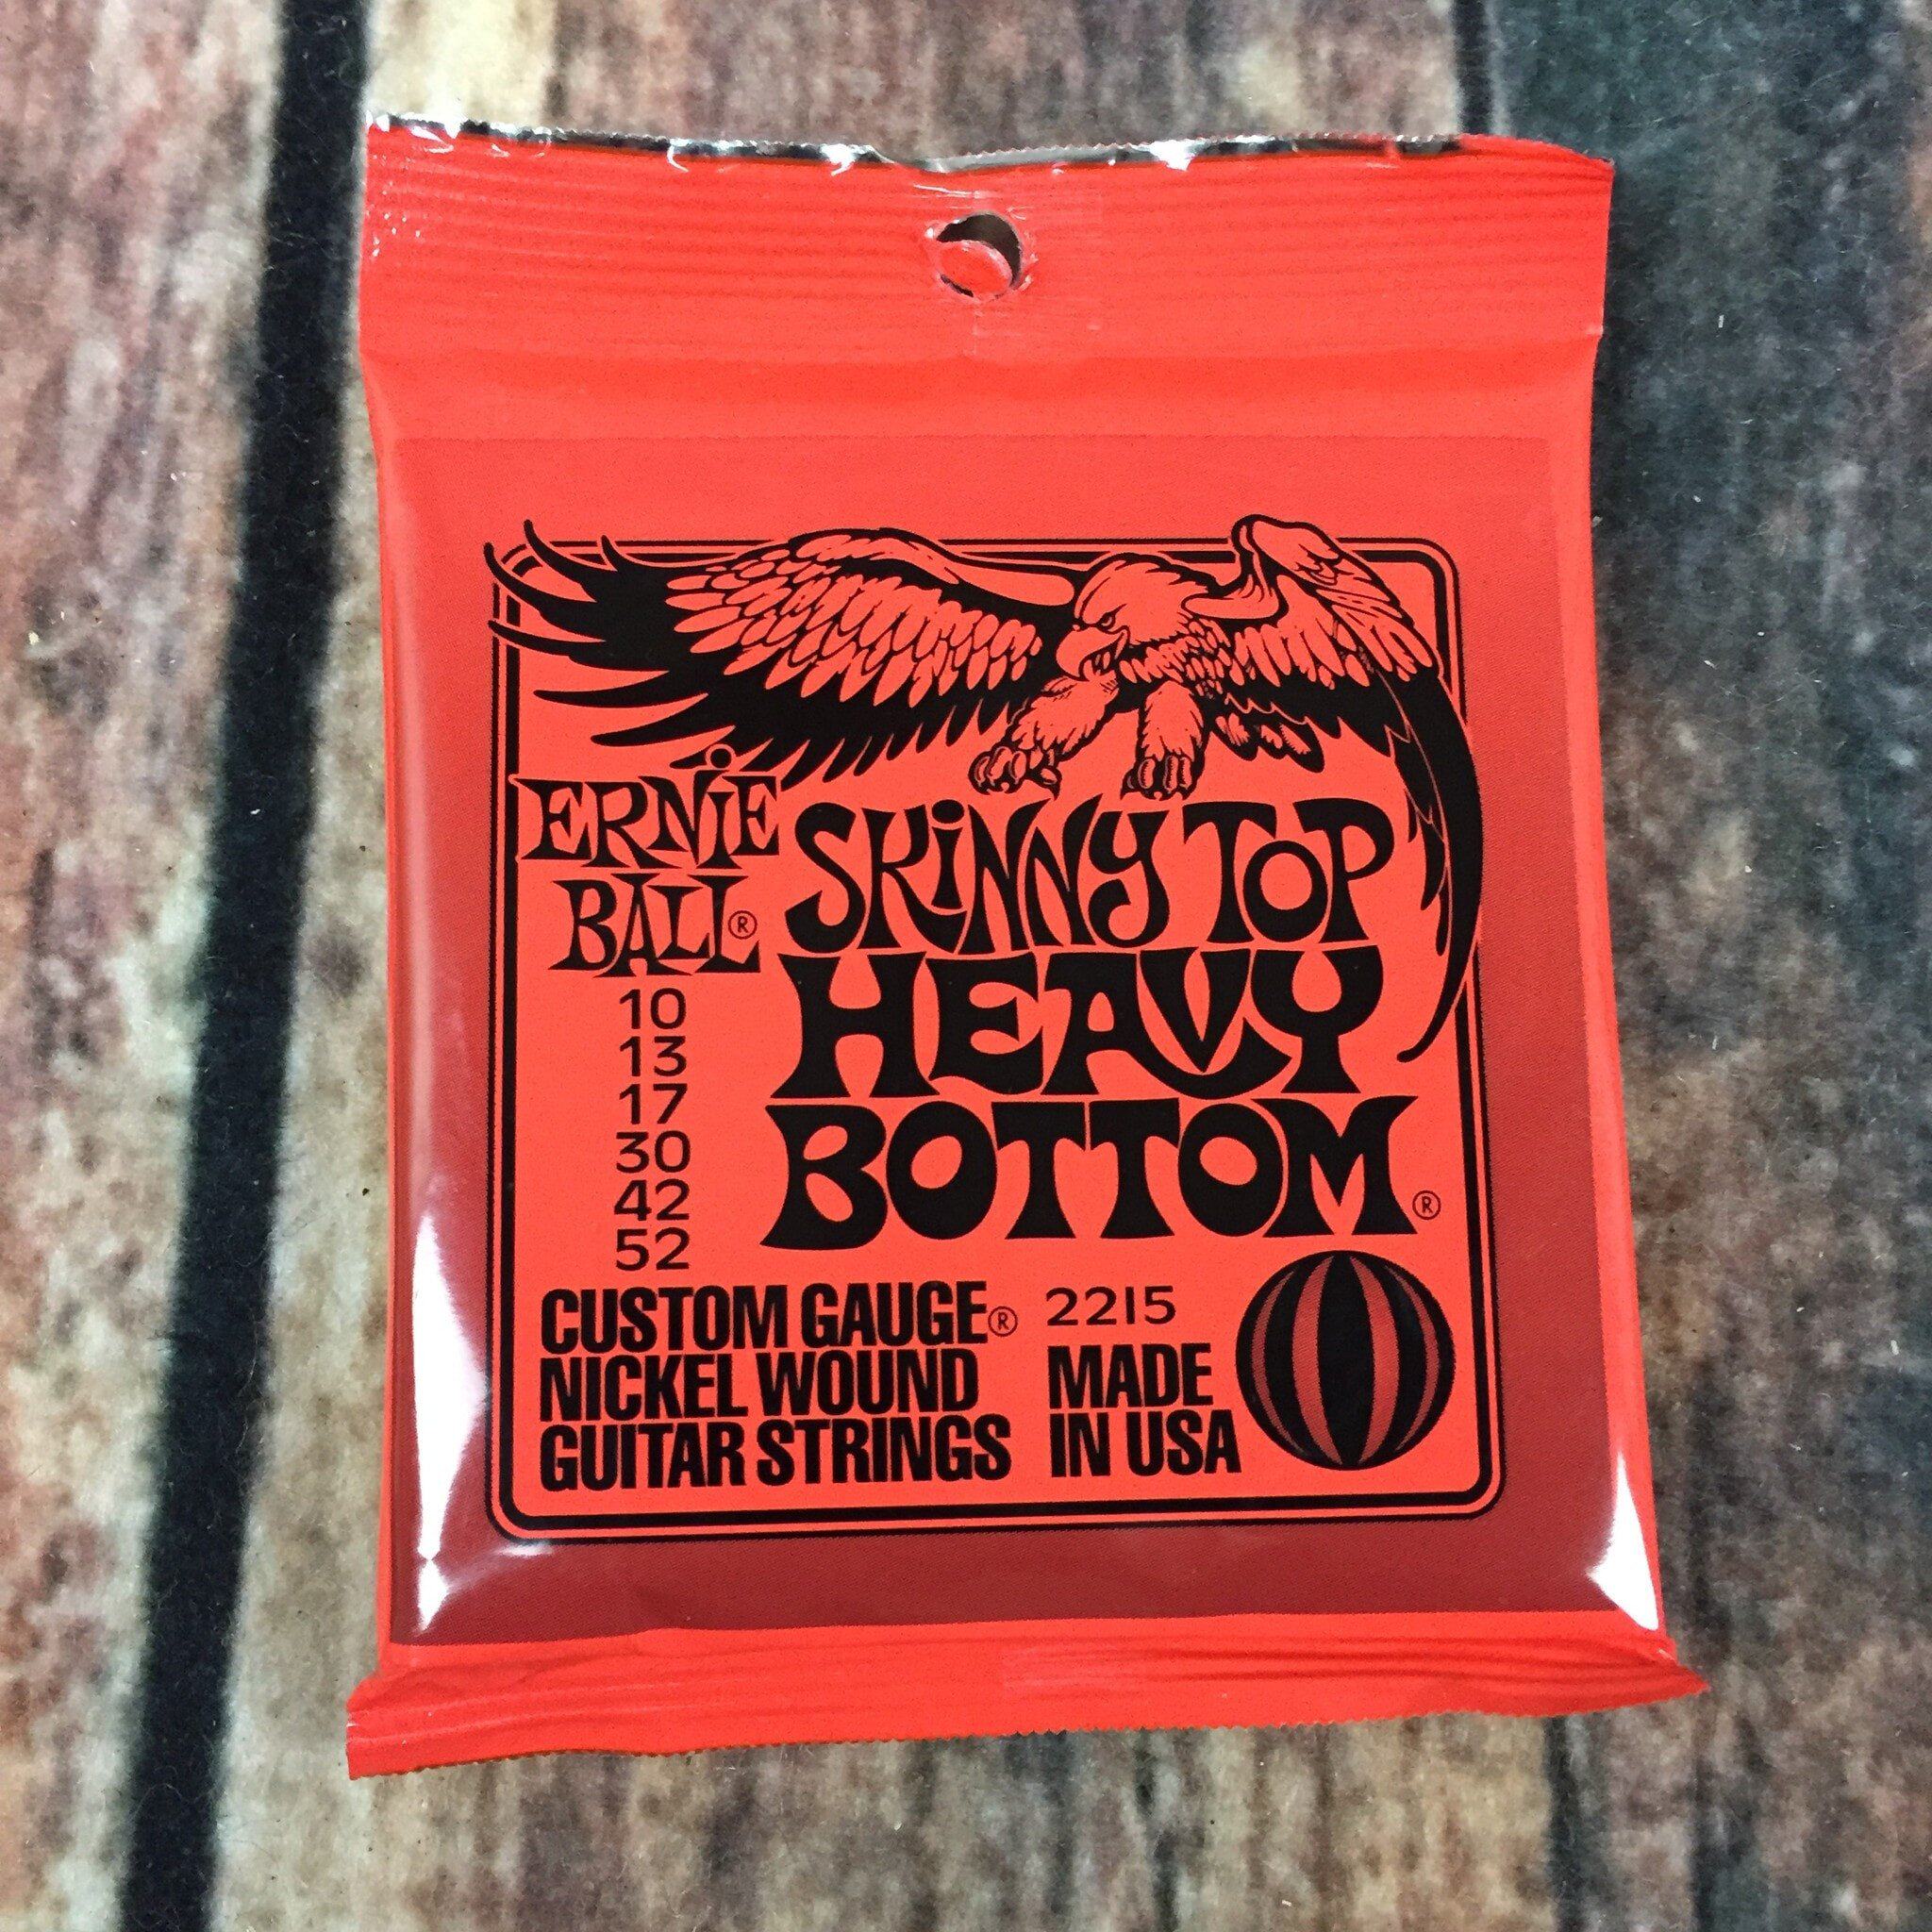 ERNiE
BALL®
SKiNNY TOP
HEAVY
BOTTOM®
10
13
17
30
42
52
CUSTOM GAUGE®
NICKEL WOUND
GUITAR STRINGS
2215
MADE
IN USA